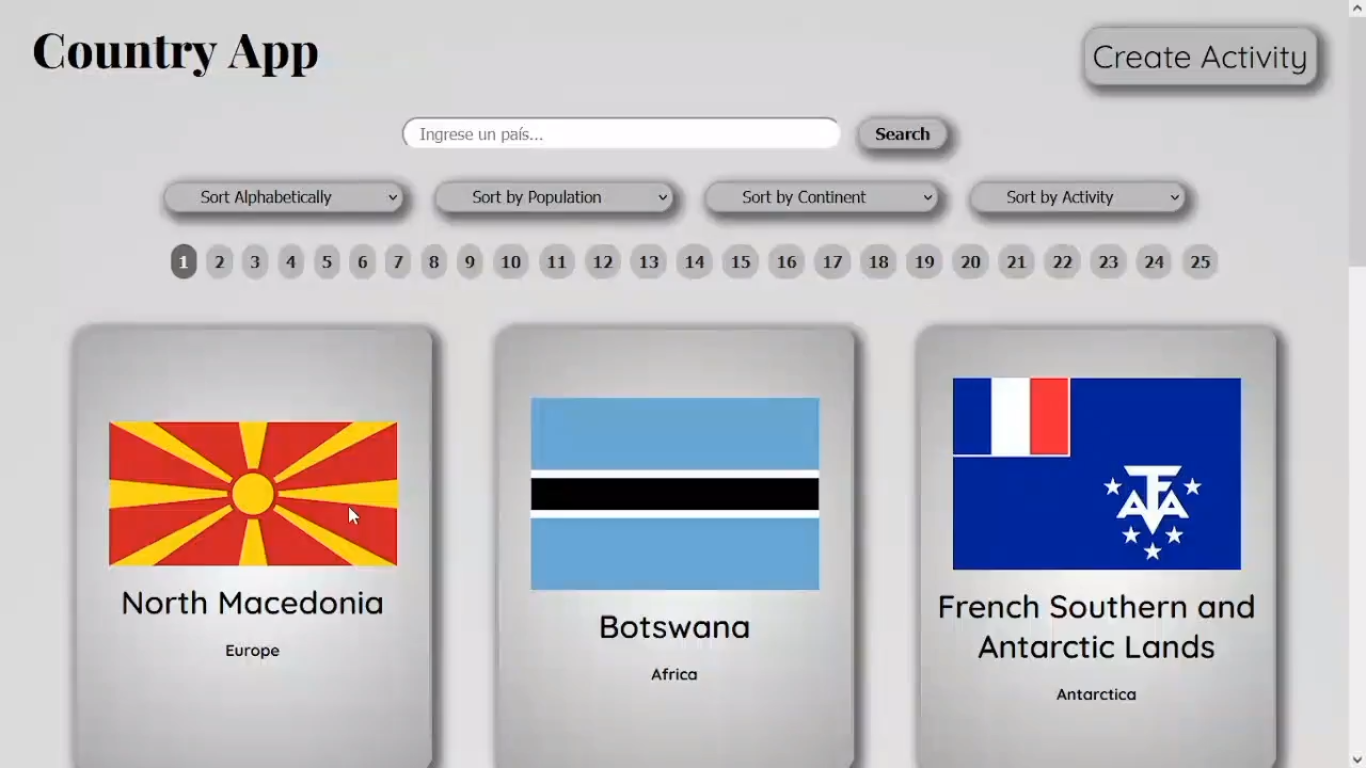 Country App
Create Activity
Ingrese un país...
Search
Sort Alphabetically
Sort by Population
Sort by Continent
Sort by Activity
1 2 3 4 5 6 7 8 9 10 11 12 13 14 15 16 17 18 19 20 21 22 23 24 25
TAAF
North Macedonia
Europe
Botswana
Africa
French Southern and
Antarctic Lands
Antarctica